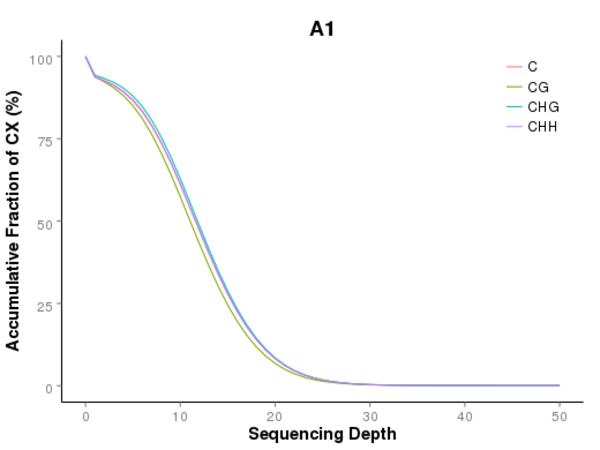 A1
C
CG
CHG
CHH
Accumulative Fraction of CX (%)
100
75
50
25
0
0 10 20 30 40 50
Sequencing Depth